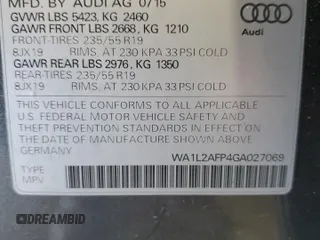 MFD. BY AUDI AG 07/15
GVWR LBS 5423, KG 2460
GAWR FRONT LBS 2668, KG 1210
FRONT-TIRES 235/55 R19
8JX19 RIMS, AT 230 KPA 33 PSI COLD
GAWR REAR LBS 2976, KG 1350
REAR-TIRES 235/55 R19
8JX19 RIMS, AT 230 KPA 33 PSI COLD
Audi
THIS VEHICLE CONFORMS TO ALL APPLICABLE
U.S. FEDERAL MOTOR VEHICLE SAFETY AND
THEFT PREVENTION STANDARDS IN EFFECT ON
THE DATE OF MANUFACTURE SHOWN ABOVE
GERMANY
WA1L2AFP4GA027069
TYPE
MPV
DREAMBID